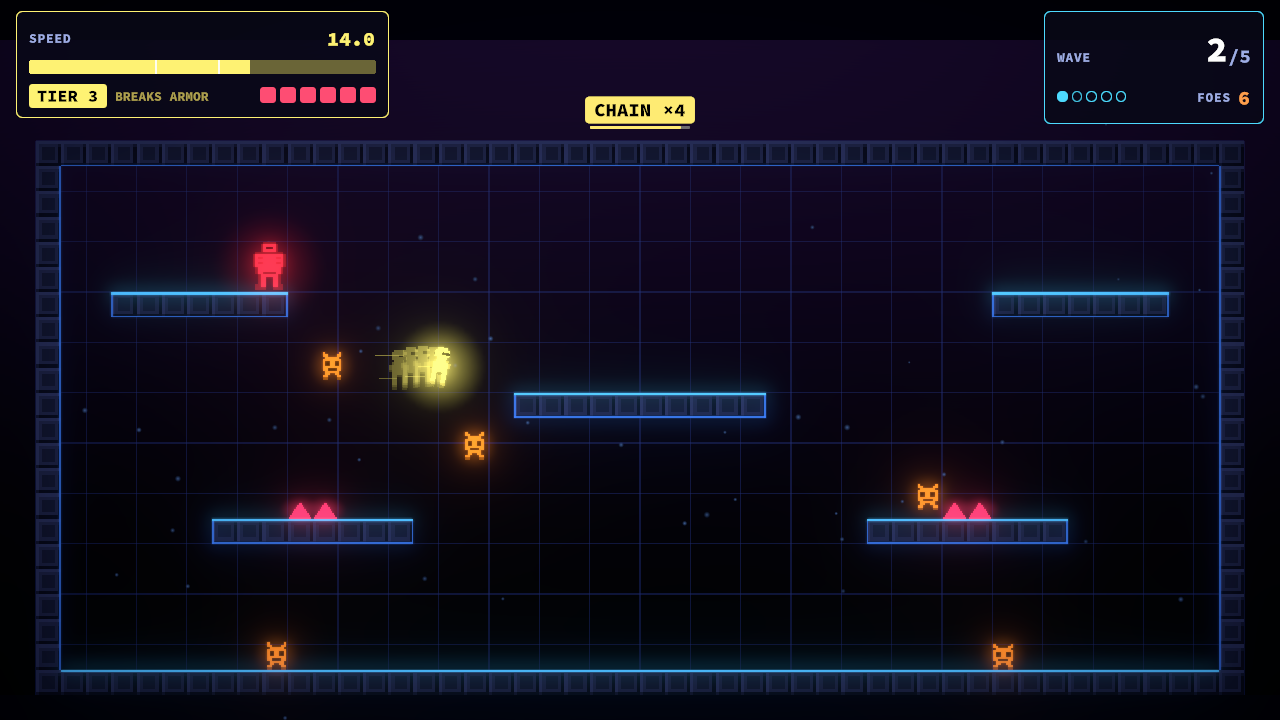 SPEED 14.0
TIER 3 BREAKS ARMOR
CHAIN ×4
WAVE 2/5
FOES 6